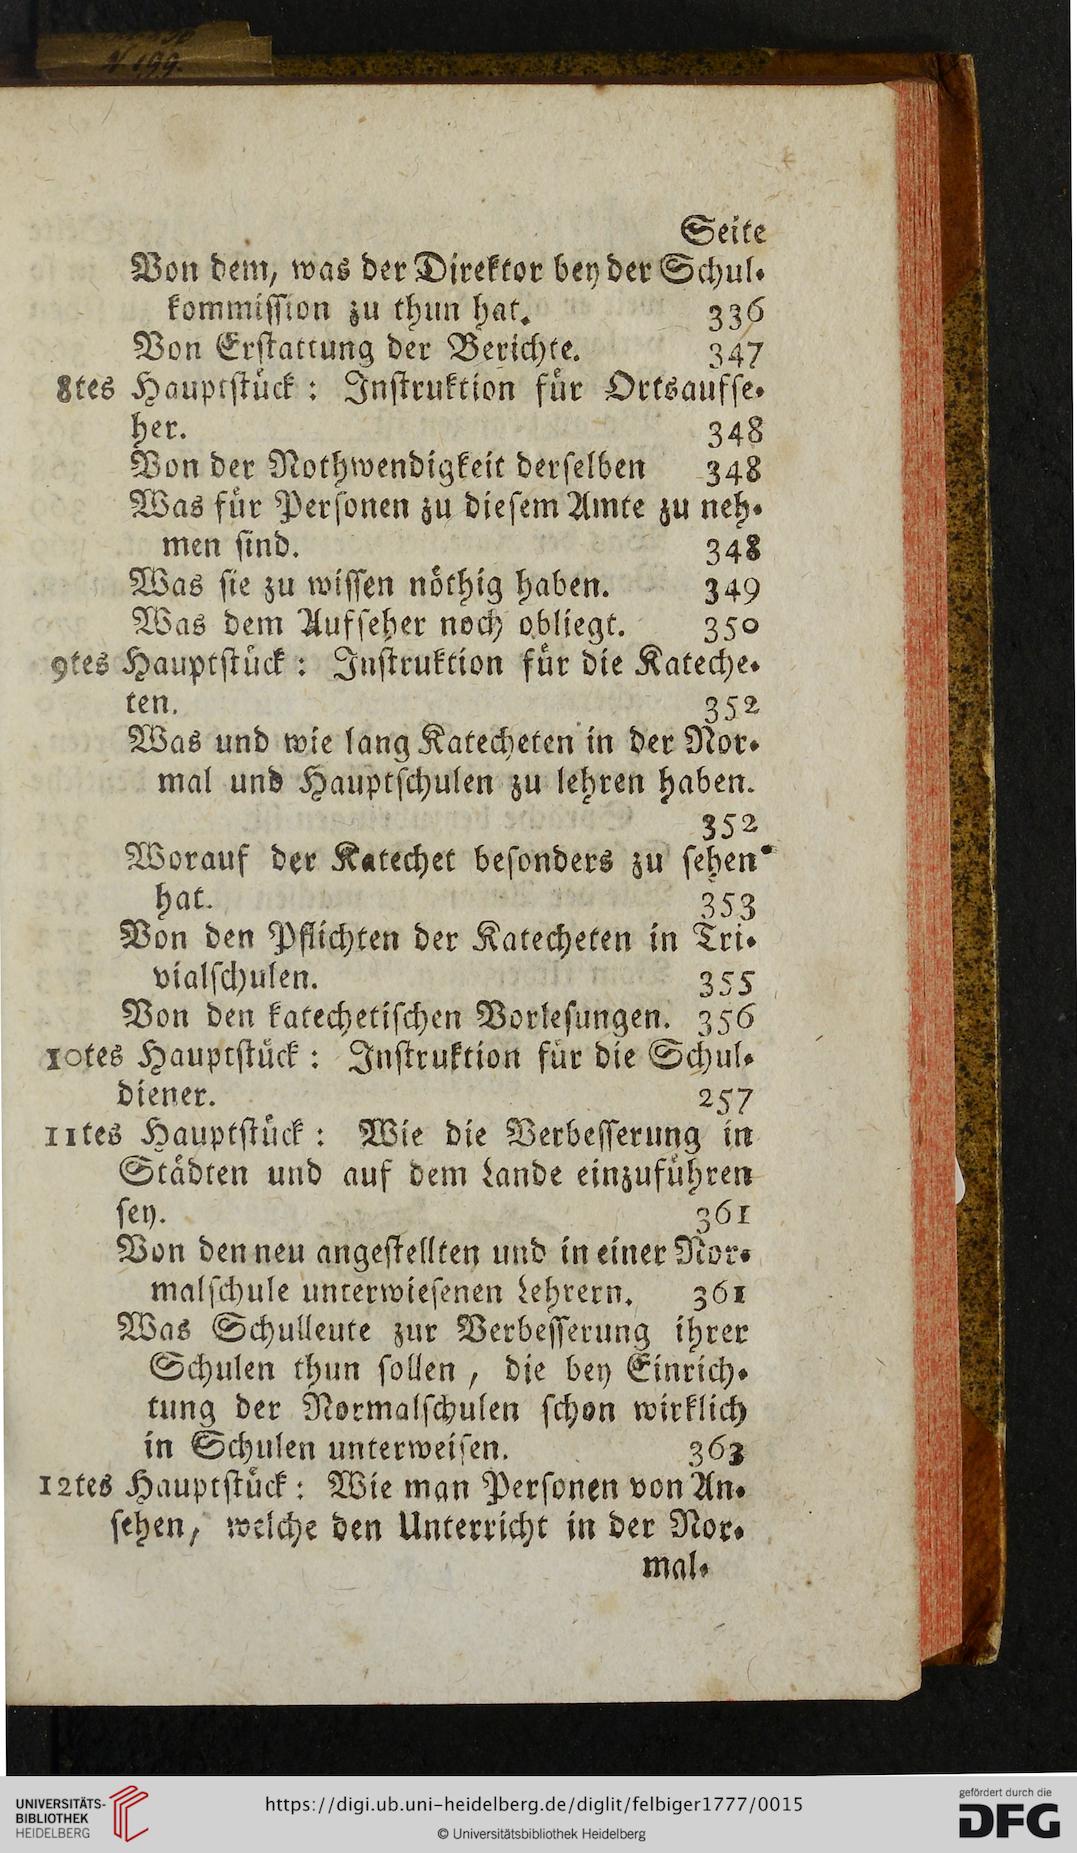 N 199.
Seite
Von dem, was der Direktor bey der Schul-
kommission zu thun hat. 336
Von Erstattung der Berichte. 347
8tes Hauptstück: Instruktion für Ortsaufse-
her. 348
Von der Nothwendigkeit derselben 348
Was für Personen zu diesem Amte zu neh-
men sind. 348
Was sie zu wissen nöthig haben. 349
Was dem Aufseher noch obliegt. 350
9tes Hauptstück: Instruktion für die Kateche-
ten. 352
Was und wie lang Katecheten in der Nor-
mal und Hauptschulen zu lehren haben.
352
Worauf der Katechet besonders zu sehen
hat. 353
Von den Pflichten der Katecheten in Tri-
vialschulen. 355
Von den katechetischen Vorlesungen. 356
10tes Hauptstück: Instruktion für die Schul-
diener. 257
11tes Hauptstück: Wie die Verbesserung in
Städten und auf dem Lande einzuführen
sey. 361
Von den neu angestellten und in einer Nor-
malschule unterwiesenen Lehrern. 361
Was Schulleute zur Verbesserung ihrer
Schulen thun sollen, die bey Einrich-
tung der Normalschulen schon wirklich
in Schulen unterweisen. 363
12tes Hauptstück: Wie man Personen von An-
sehen, welche den Unterricht in der Nor-
mal-
UNIVERSITÄTS-
BIBLIOTHEK
HEIDELBERG
https://digi.ub.uni-heidelberg.de/diglit/felbiger1777/0015
© Universitätsbibliothek Heidelberg
gefördert durch die
DFG